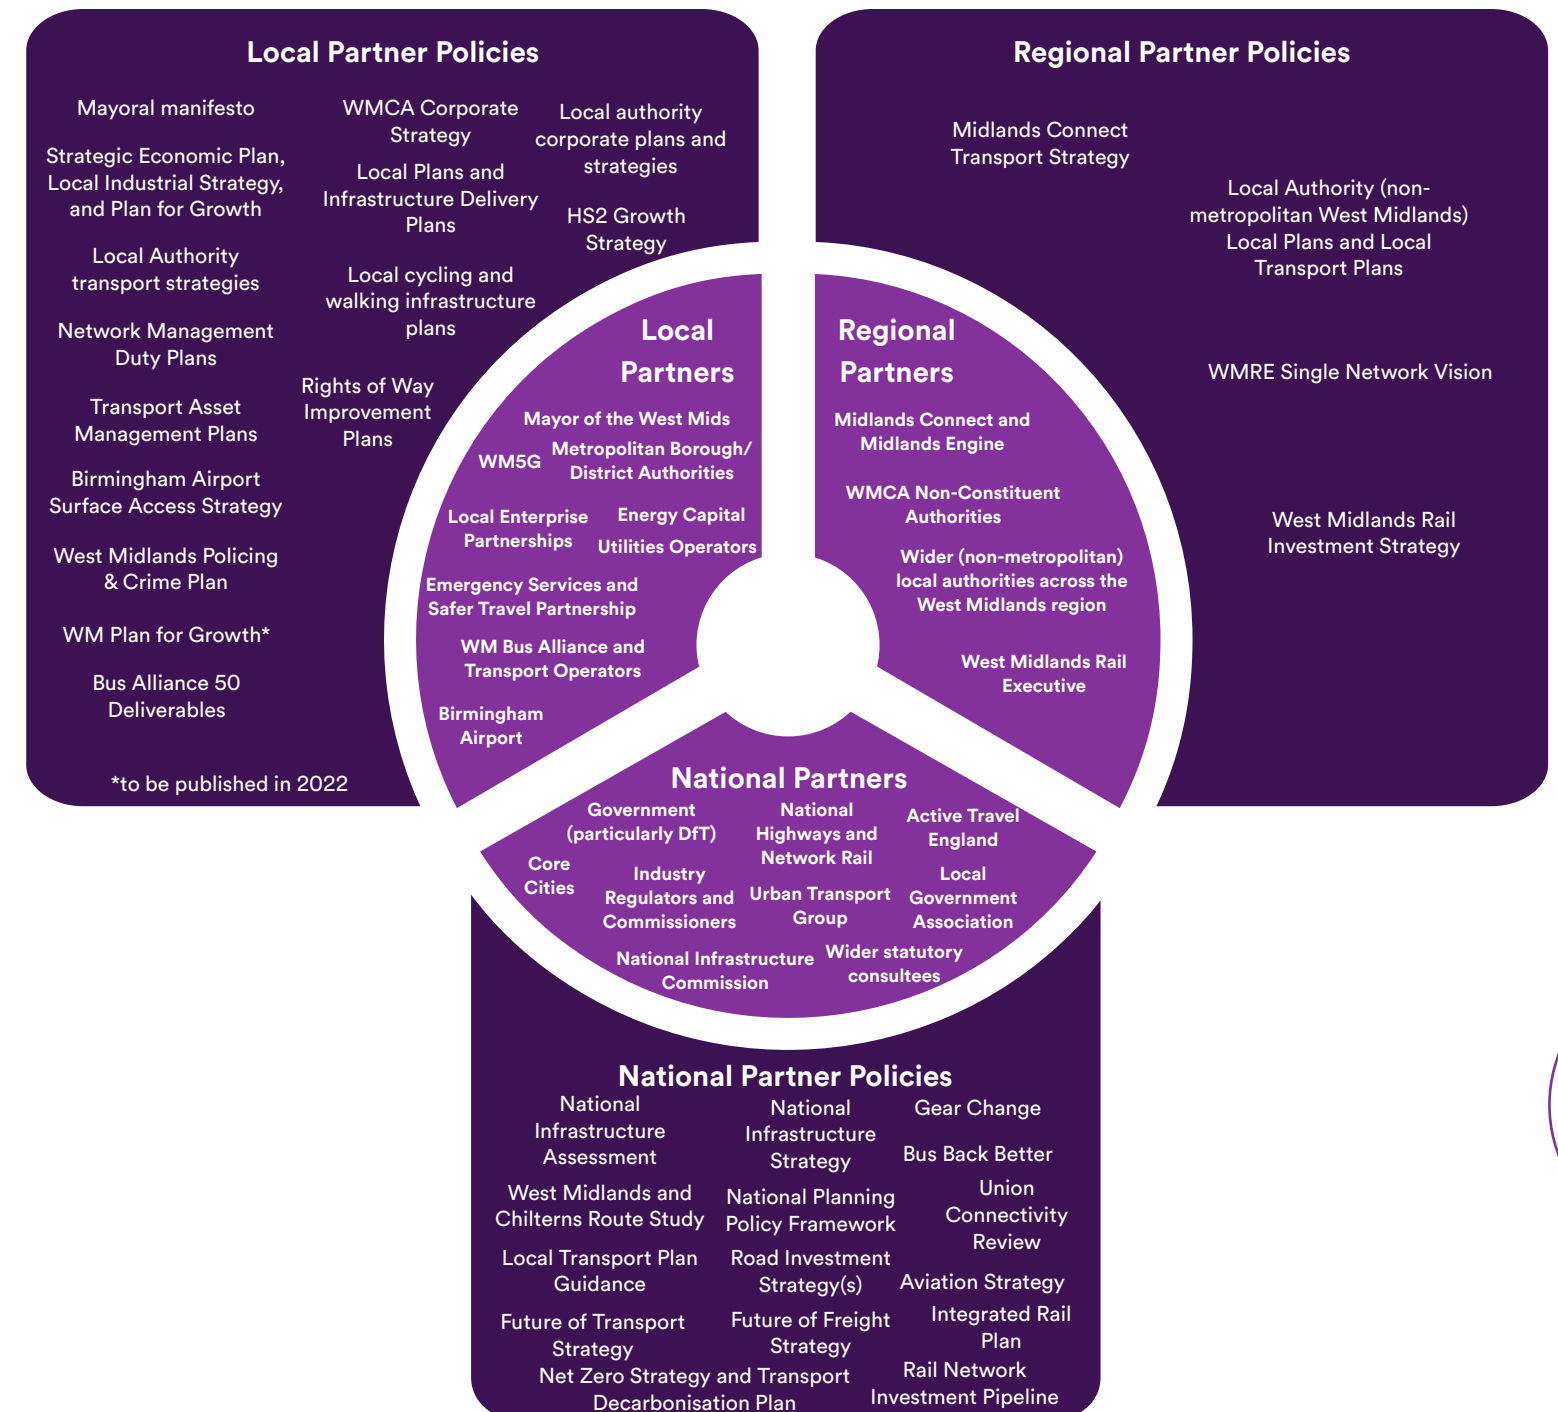 Local Partner Policies
Mayoral manifesto
Strategic Economic Plan,
Local Industrial Strategy,
and Plan for Growth
Local Authority
transport strategies
Network Management
Duty Plans
Transport Asset
Management Plans
Birmingham Airport
Surface Access Strategy
West Midlands Policing
& Crime Plan
WM Plan for Growth*
Bus Alliance 50
Deliverables
*to be published in 2022
WMCA Corporate
Strategy
Local Plans and
Infrastructure Delivery
Plans
Local cycling and
walking infrastructure
plans
Rights of Way
Improvement
Plans
Local authority
corporate plans and
strategies
HS2 Growth
Strategy
Regional Partner Policies
Midlands Connect
Transport Strategy
Local Authority (non-
metropolitan West Midlands)
Local Plans and Local
Transport Plans
WMRE Single Network Vision
West Midlands Rail
Investment Strategy
Local
Partners
Mayor of the West Mids
WM5G
Metropolitan Borough/
District Authorities
Local Enterprise
Partnerships
Energy Capital
Utilities Operators
Emergency Services and
Safer Travel Partnership
WM Bus Alliance and
Transport Operators
Birmingham
Airport
Regional
Partners
Midlands Connect and
Midlands Engine
WMCA Non-Constituent
Authorities
Wider (non-metropolitan)
local authorities across the
West Midlands region
West Midlands Rail
Executive
National Partners
Government
(particularly DfT)
National
Highways and
Network Rail
Active Travel
England
Core
Cities
Industry
Regulators and
Commissioners
Urban Transport
Group
Local
Government
Association
National Infrastructure
Commission
Wider statutory
consultees
National Partner Policies
National
Infrastructure
Assessment
West Midlands and
Chilterns Route Study
Local Transport Plan
Guidance
Future of Transport
Strategy
Net Zero Strategy and Transport
Decarbonisation Plan
National
Infrastructure
Strategy
National Planning
Policy Framework
Road Investment
Strategy(s)
Future of Freight
Strategy
Gear Change
Bus Back Better
Union
Connectivity
Review
Aviation Strategy
Integrated Rail
Plan
Rail Network
Investment Pipeline